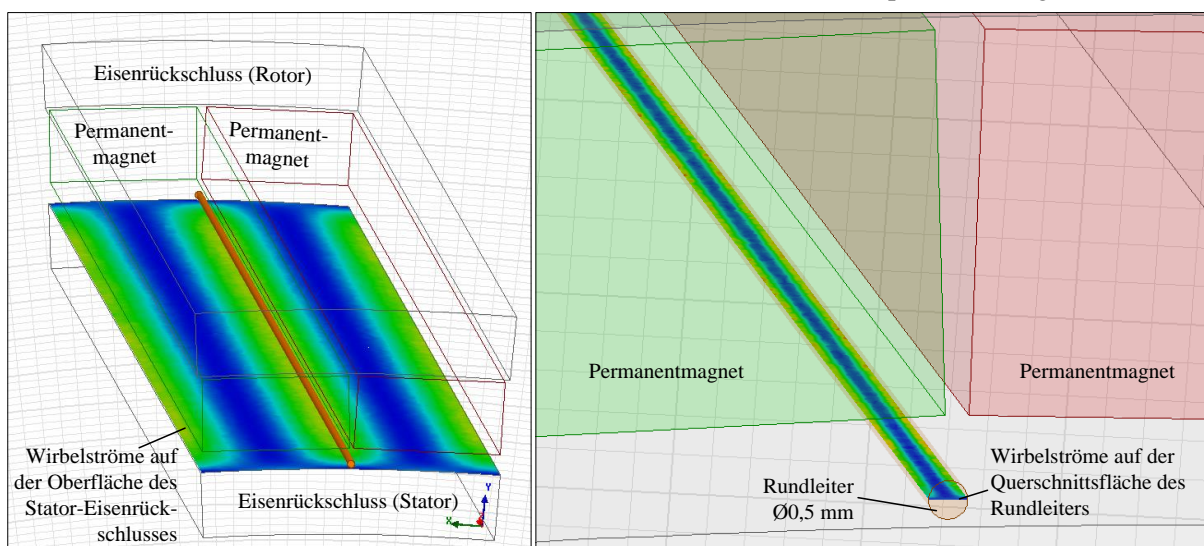 Eisenrückschluss (Rotor)
Permanent-
magnet
Permanent-
magnet
Wirbelströme auf
der Oberfläche des
Stator-Eisenrück-
schlusses
Eisenrückschluss (Stator)
Y
X
Permanentmagnet
Permanentmagnet
Rundleiter
Ø0,5 mm
Wirbelströme auf der
Querschnittsfläche des
Rundleiters